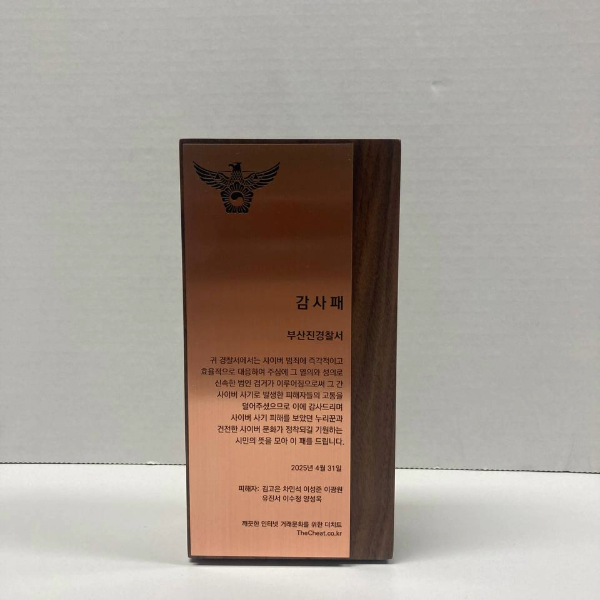 감사패
부산진경찰서
귀 경찰서에서는 사이버 범죄에 즉각적이고
효율적으로 대응하여 주심에 그 열의와 성의로
신속한 범인 검거가 이루어짐으로써 그 간
사이버 사기로 발생한 피해자들의 고통을
덜어주셨으므로 이에 감사드리며
사이버 사기 피해를 보았던 누리꾼과
건전한 사이버 문화가 정착되길 기원하는
시민의 뜻을 모아 이 패를 드립니다.
2025년 4월 31일
피해자: 김고은 차민석 여성준 이광원
유진서 이수정 양성욱
깨끗한 인터넷 거래문화를 위한 더치트
TheCheat.co.kr